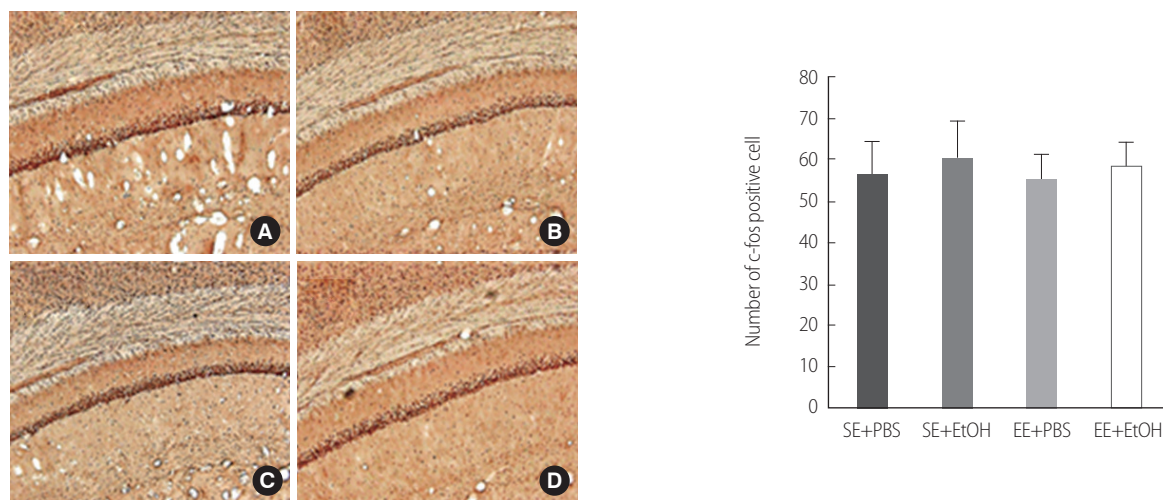 A
B
C
D
Number of c-fos positive cell
80
70
60
50
40
30
20
10
0
SE+PBS SE+EtOH EE+PBS EE+EtOH